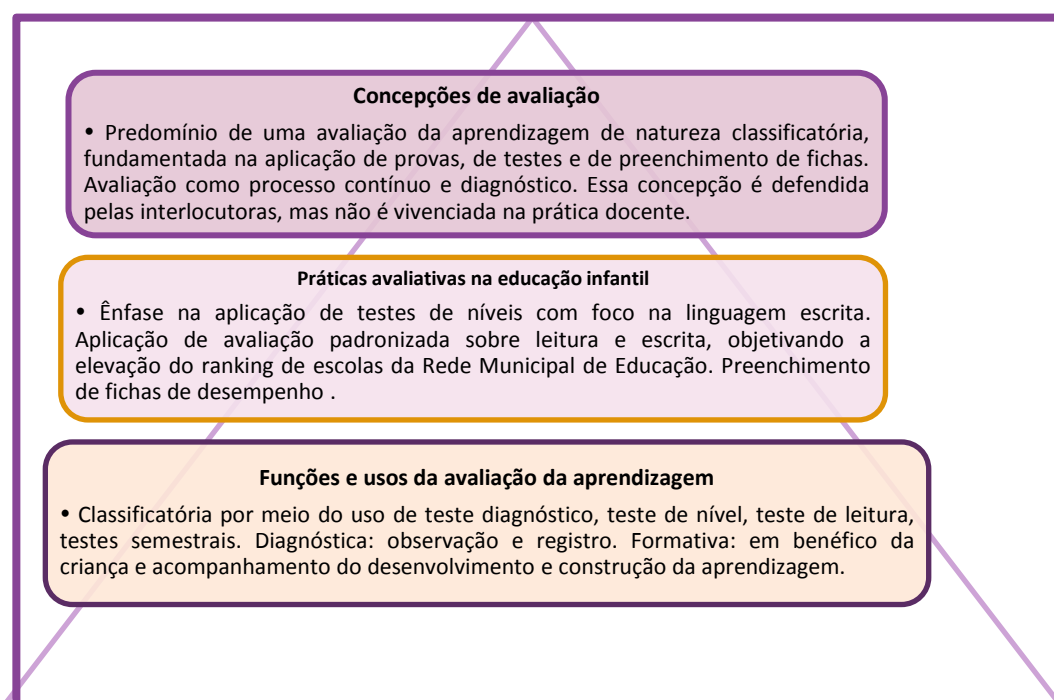 Concepções de avaliação
• Predomínio de uma avaliação da aprendizagem de natureza classificatória,
fundamentada na aplicação de provas, de testes e de preenchimento de fichas.
Avaliação como processo contínuo e diagnóstico. Essa concepção é defendida
pelas interlocutoras, mas não é vivenciada na prática docente.
Práticas avaliativas na educação infantil
• Ênfase na aplicação de testes de níveis com foco na linguagem escrita.
Aplicação de avaliação padronizada sobre leitura e escrita, objetivando a
elevação do ranking de escolas da Rede Municipal de Educação. Preenchimento
de fichas de desempenho .
Funções e usos da avaliação da aprendizagem
• Classificatória por meio do uso de teste diagnóstico, teste de nível, teste de leitura,
testes semestrais. Diagnóstica: observação e registro. Formativa: em benéfico da
criança e acompanhamento do desenvolvimento e construção da aprendizagem.